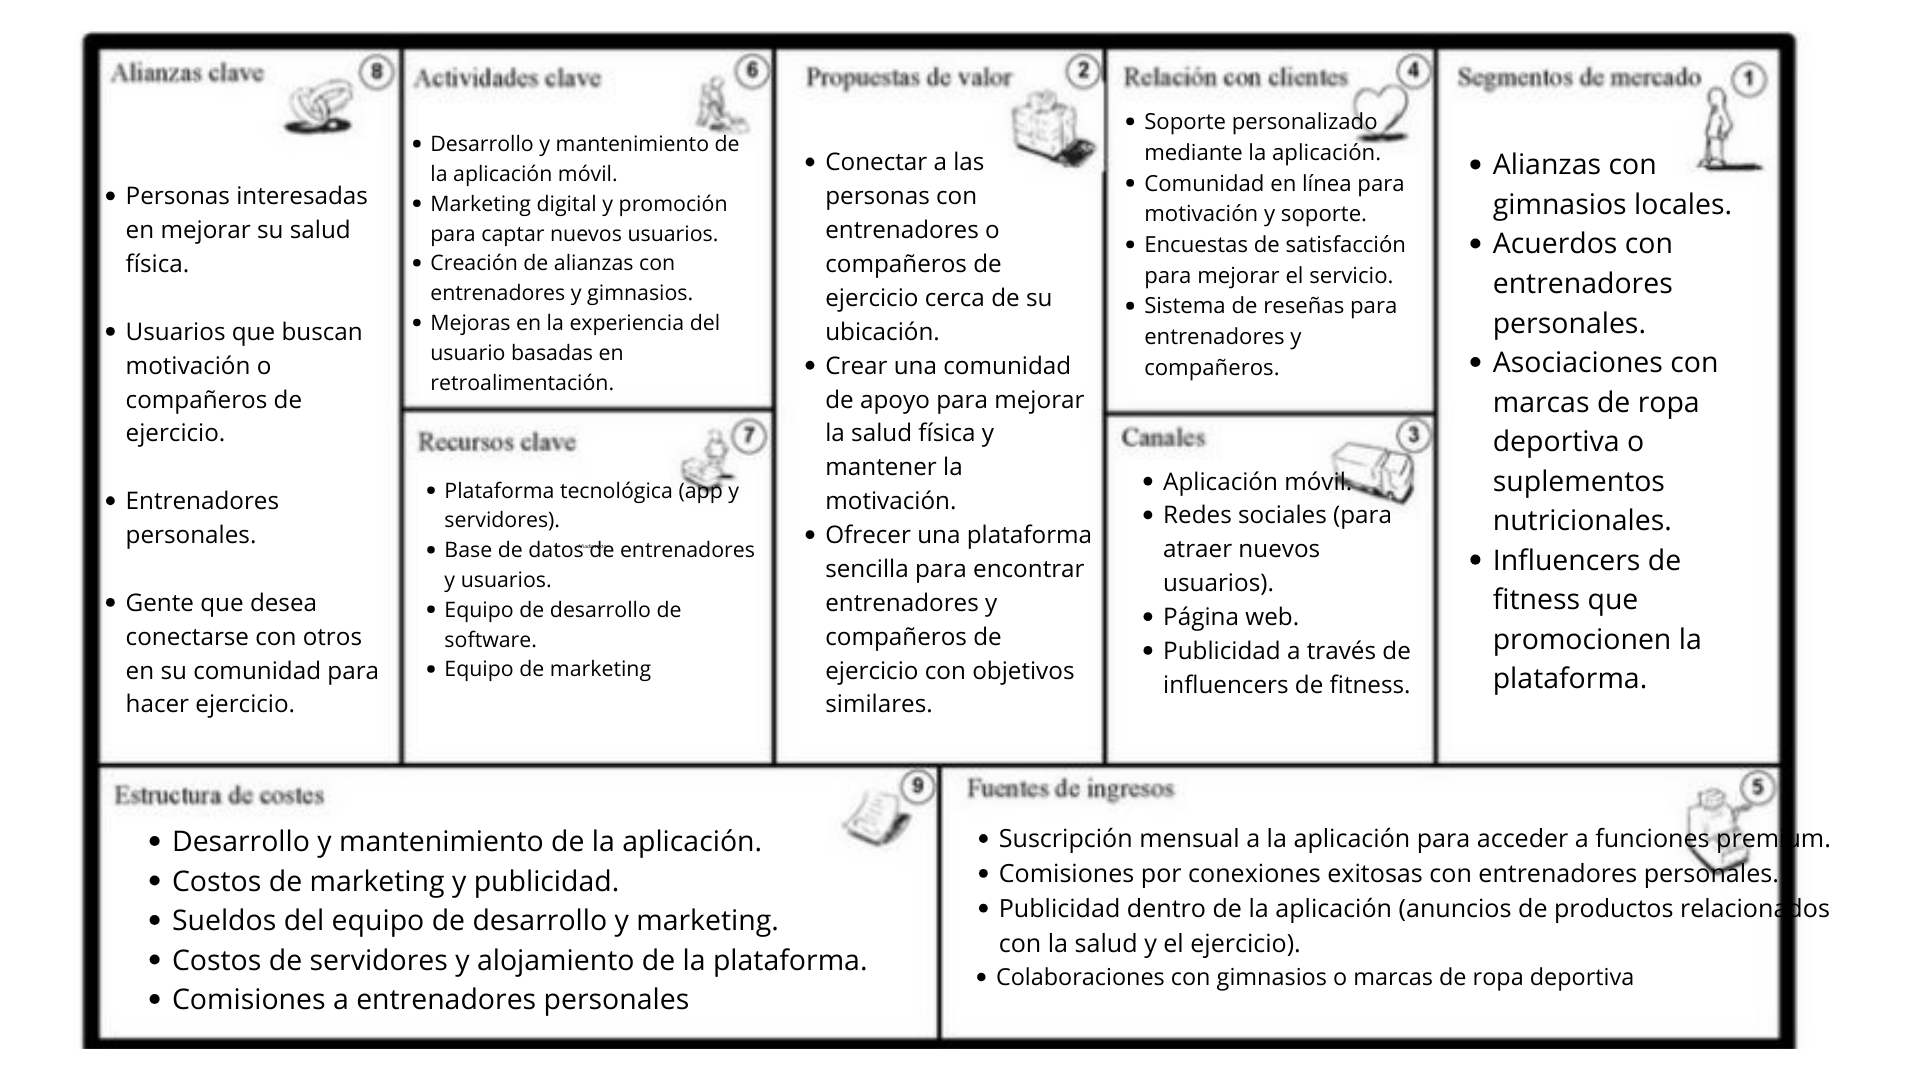 Alianzas clave
8
• Personas interesadas
en mejorar su salud
física.
• Usuarios que buscan
motivación o
compañeros de
ejercicio.
• Entrenadores
personales.
• Gente que desea
conectarse con otros
en su comunidad para
hacer ejercicio.
Actividades clave
6
• Desarrollo y mantenimiento de
la aplicación móvil.
• Marketing digital y promoción
para captar nuevos usuarios.
• Creación de alianzas con
entrenadores y gimnasios.
• Mejoras en la experiencia del
usuario basadas en
retroalimentación.
Recursos clave
7
• Plataforma tecnológica (app y
servidores).
• Base de datos de entrenadores
y usuarios.
• Equipo de desarrollo de
software.
• Equipo de marketing
Propuestas de valor
2
• Conectar a las
personas con
entrenadores o
compañeros de
ejercicio cerca de su
ubicación.
• Crear una comunidad
de apoyo para mejorar
la salud física y
mantener la
motivación.
• Ofrecer una plataforma
sencilla para encontrar
entrenadores y
compañeros de
ejercicio con objetivos
similares.
Relación con clientes
4
• Soporte personalizado
mediante la aplicación.
• Comunidad en línea para
motivación y soporte.
• Encuestas de satisfacción
para mejorar el servicio.
• Sistema de reseñas para
entrenadores y
compañeros.
Canales
3
• Aplicación móvil.
• Redes sociales (para
atraer nuevos
usuarios).
• Página web.
• Publicidad a través de
influencers de fitness.
Segmentos de mercado
1
• Alianzas con
gimnasios locales.
• Acuerdos con
entrenadores
personales.
• Asociaciones con
marcas de ropa
deportiva o
suplementos
nutricionales.
• Influencers de
fitness que
promocionen la
plataforma.
Estructura de costes
9
• Desarrollo y mantenimiento de la aplicación.
• Costos de marketing y publicidad.
• Sueldos del equipo de desarrollo y marketing.
• Costos de servidores y alojamiento de la plataforma.
• Comisiones a entrenadores personales
Fuentes de ingresos
5
• Suscripción mensual a la aplicación para acceder a funciones premium.
• Comisiones por conexiones exitosas con entrenadores personales.
• Publicidad dentro de la aplicación (anuncios de productos relacionados
con la salud y el ejercicio).
• Colaboraciones con gimnasios o marcas de ropa deportiva